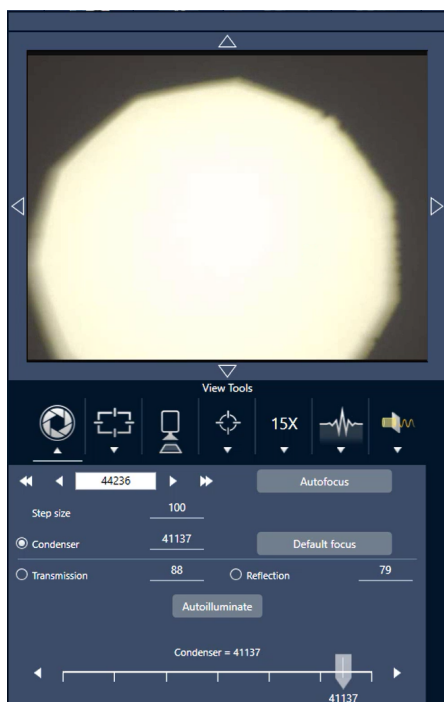 View Tools
15X
44236
Autofocus
Step size
100
Condenser
41137
Default focus
Transmission
88
Reflection
79
Autoilluminate
Condenser = 41137
41137